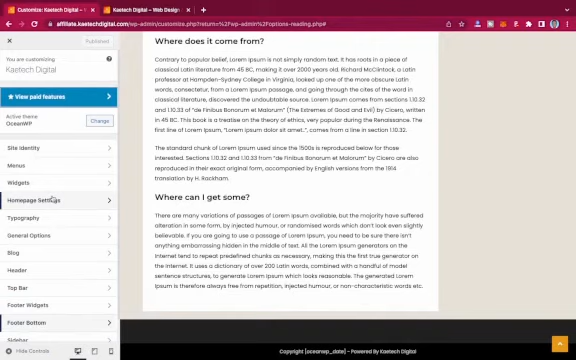 Customize: Kaetech Digital – L
Kaetech Digital – Web Design
affiliate.kaetechdigital.com/wp-admin/customize.php?return=%2Fwp-admin%2Foptions-reading.php#
Published
You are customizing
Kaetech Digital
View paid features
Active theme
OceanWP
Change
Site Identity
Menus
Widgets
Homepage Settings
Typography
General Options
Blog
Header
Top Bar
Footer Widgets
Footer Bottom
Sidebar
Hide Controls
Where does it come from?
Contrary to popular belief, Lorem Ipsum is not simply random text. It has roots in a piece of
classical Latin literature from 45 BC, making it over 2000 years old. Richard McClintock, a Latin
professor at Hampden-Sydney College in Virginia, looked up one of the more obscure Latin
words, consectetur, from a Lorem Ipsum passage, and going through the cites of the word in
classical literature, discovered the undoubtable source. Lorem Ipsum comes from sections 1.10.32
and 1.10.33 of "de Finibus Bonorum et Malorum" (The Extremes of Good and Evil) by Cicero, written
in 45 BC. This book is a treatise on the theory of ethics, very popular during the Renaissance. The
first line of Lorem Ipsum, "Lorem ipsum dolor sit amet..", comes from a line in section 1.10.32.
The standard chunk of Lorem Ipsum used since the 1500s is reproduced below for those
interested. Sections 1.10.32 and 1.10.33 from "de Finibus Bonorum et Malorum" by Cicero are also
reproduced in their exact original form, accompanied by English versions from the 1914
translation by H. Rackham.
Where can I get some?
There are many variations of passages of Lorem Ipsum available, but the majority have suffered
alteration in some form, by injected humour, or randomised words which don't look even slightly
believable. If you are going to use a passage of Lorem Ipsum, you need to be sure there isn't
anything embarrassing hidden in the middle of text. All the Lorem Ipsum generators on the
Internet tend to repeat predefined chunks as necessary, making this the first true generator on
the Internet. It uses a dictionary of over 200 Latin words, combined with a handful of model
sentence structures, to generate Lorem Ipsum which looks reasonable. The generated Lorem
Ipsum is therefore always free from repetition, injected humour, or non-characteristic words etc.
Copyright [oceanwp_date] – Powered By Kaetech Digital